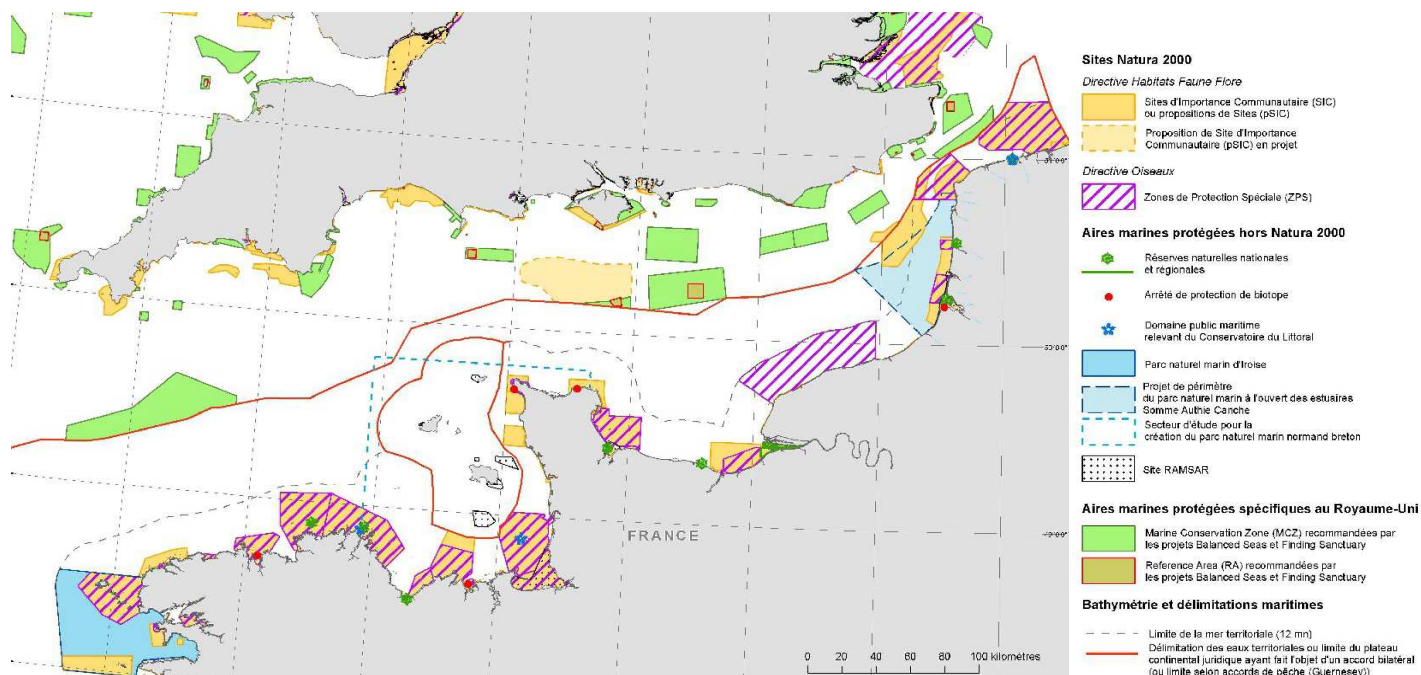 Sites Natura 2000
Directive Habitats Faune Flore
Sites d'Importance Communautaire (SIC)
ou propositions de Sites (pSIC)
Proposition de Site d'Importance
Communautaire (pSIC) en projet
Directive Oiseaux
Zones de Protection Spéciale (ZPS)
Aires marines protégées hors Natura 2000
Réserves naturelles nationales
et régionales
Arrêté de protection de biotope
Domaine public maritime
relevant du Conservatoire du Littoral
Parc naturel marin d'Iroise
Projet de périmètre
du parc naturel marin à l'ouvert des estuaires
Somme Authie Canche
Secteur d'étude pour la
création du parc naturel marin normand breton
Site RAMSAR
Aires marines protégées spécifiques au Royaume-Uni
Marine Conservation Zone (MCZ) recommandées par
les projets Balanced Seas et Finding Sanctuary
Reference Area (RA) recommandées par
les projets Balanced Seas et Finding Sanctuary
Bathymétrie et délimitations maritimes
Limite de la mer territoriale (12 mn)
Délimitation des eaux territoriales ou limite du plateau
continental juridique ayant fait l'objet d'un accord bilatéral
(ou limite selon accords de pêche (Guernesey))
FRANCE
0 20 40 60 80 100 kilomètres